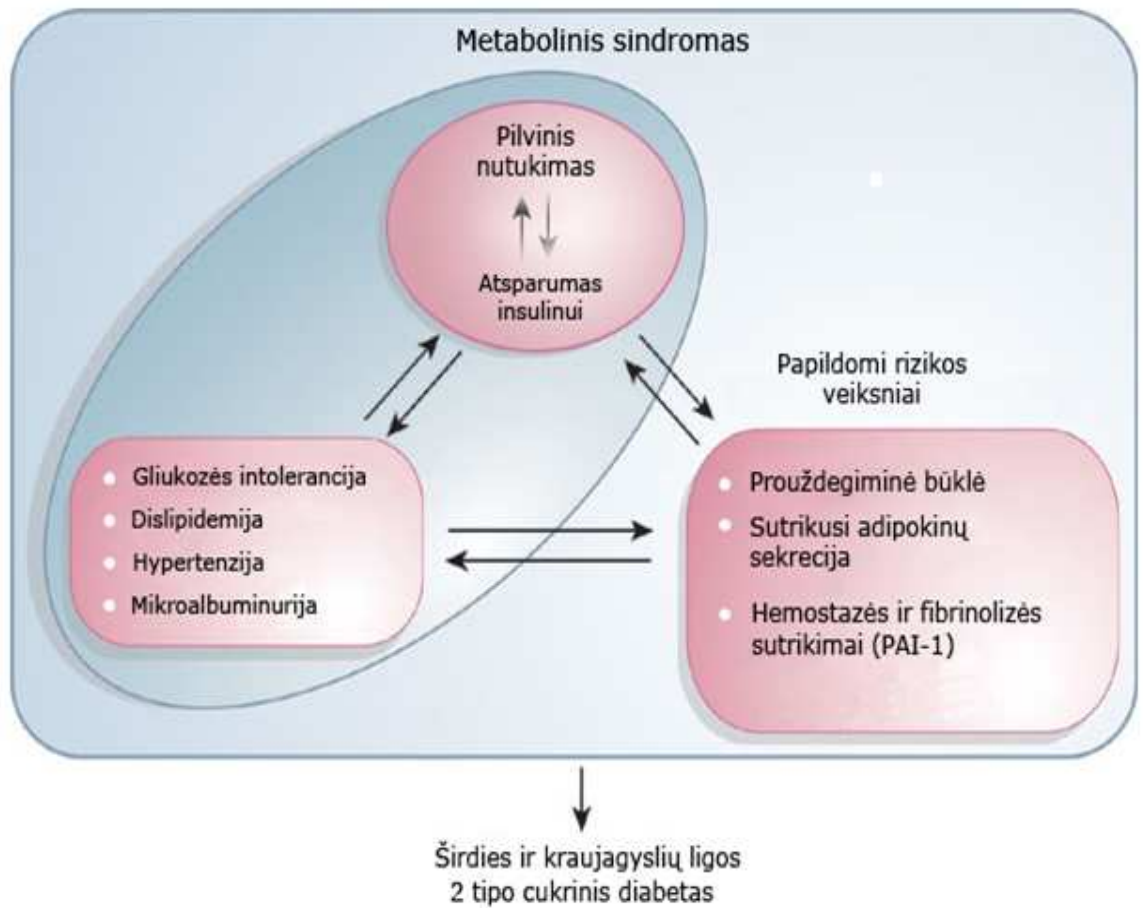 Metabolinis sindromas
Pilvinis
nutukimas
Atsparumas
insulinui
Gliukozės intolerancija
Dislipidemija
Hypertenzija
Mikroalbuminurija
Papildomi rizikos
veiksniai
Prouždegiminė būklė
Sutrikusi adipokinų
sekrecija
Hemostazės ir fibrinolizės
sutrikimai (PAI-1)
Širdies ir kraujagyslių ligos
2 tipo cukrinis diabetas